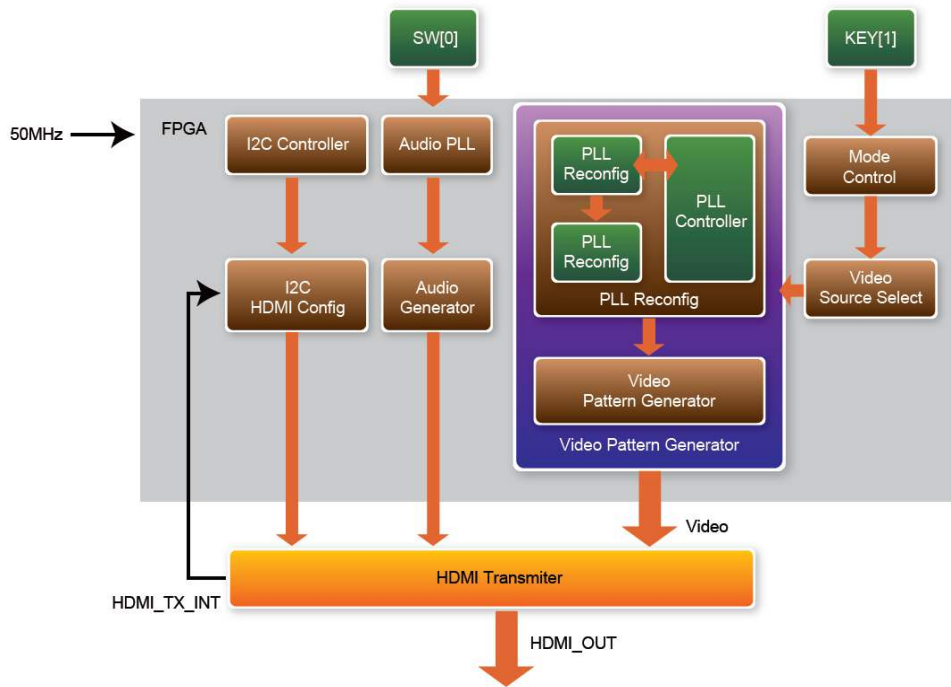 SW[0]
KEY[1]
50MHz
FPGA
I2C Controller
Audio PLL
PLL
Reconfig
PLL
Controller
PLL
Reconfig
PLL Reconfig
Mode
Control
I2C
HDMI Config
Audio
Generator
Video
Source Select
Video
Pattern Generator
Video Pattern Generator
Video
HDMI Transmiter
HDMI_TX_INT
HDMI_OUT